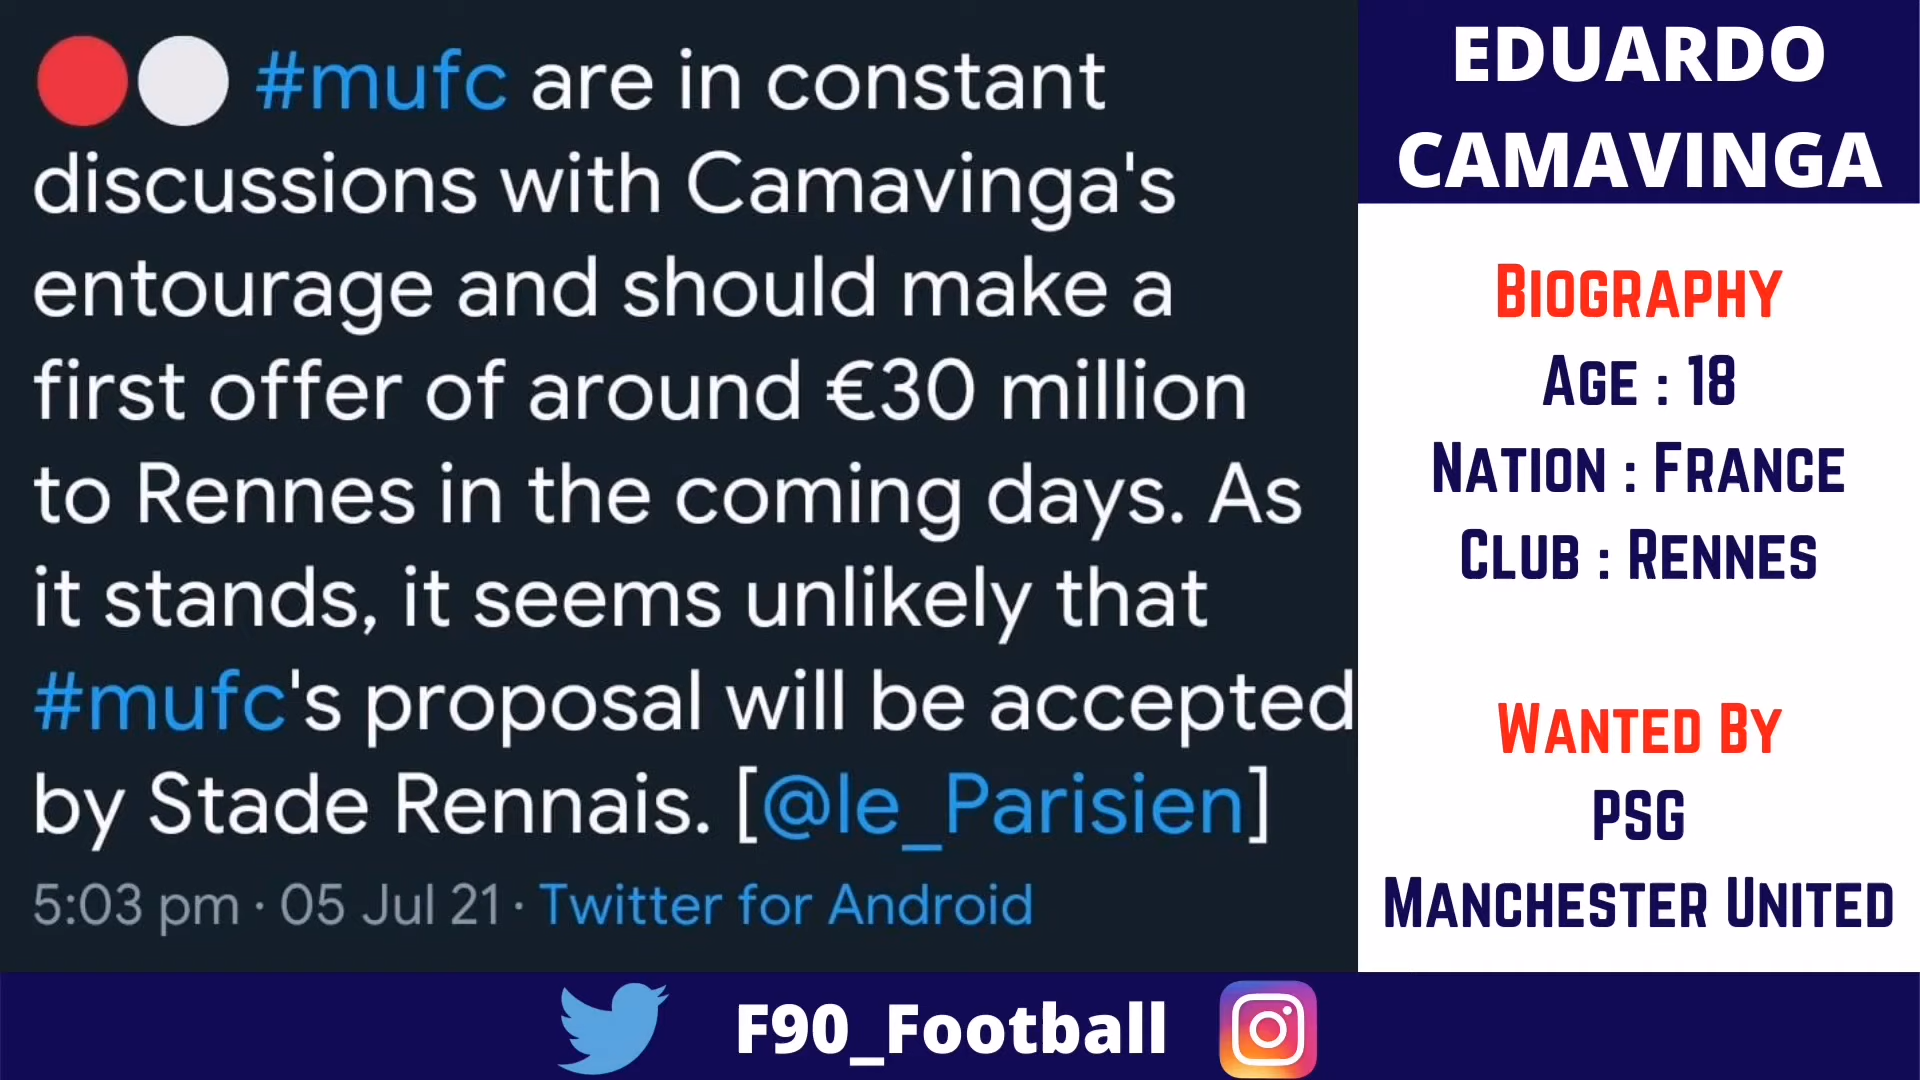 #mufc are in constant
discussions with Camavinga's
entourage and should make a
first offer of around €30 million
to Rennes in the coming days. As
it stands, it seems unlikely that
#mufc's proposal will be accepted
by Stade Rennais. [@le_Parisien]
5:03 pm · 05 Jul 21 · Twitter for Android
EDUARDO
CAMAVINGA
BIOGRAPHY
AGE : 18
NATION : FRANCE
CLUB : RENNES
WANTED BY
PSG
MANCHESTER UNITED
F90_Football